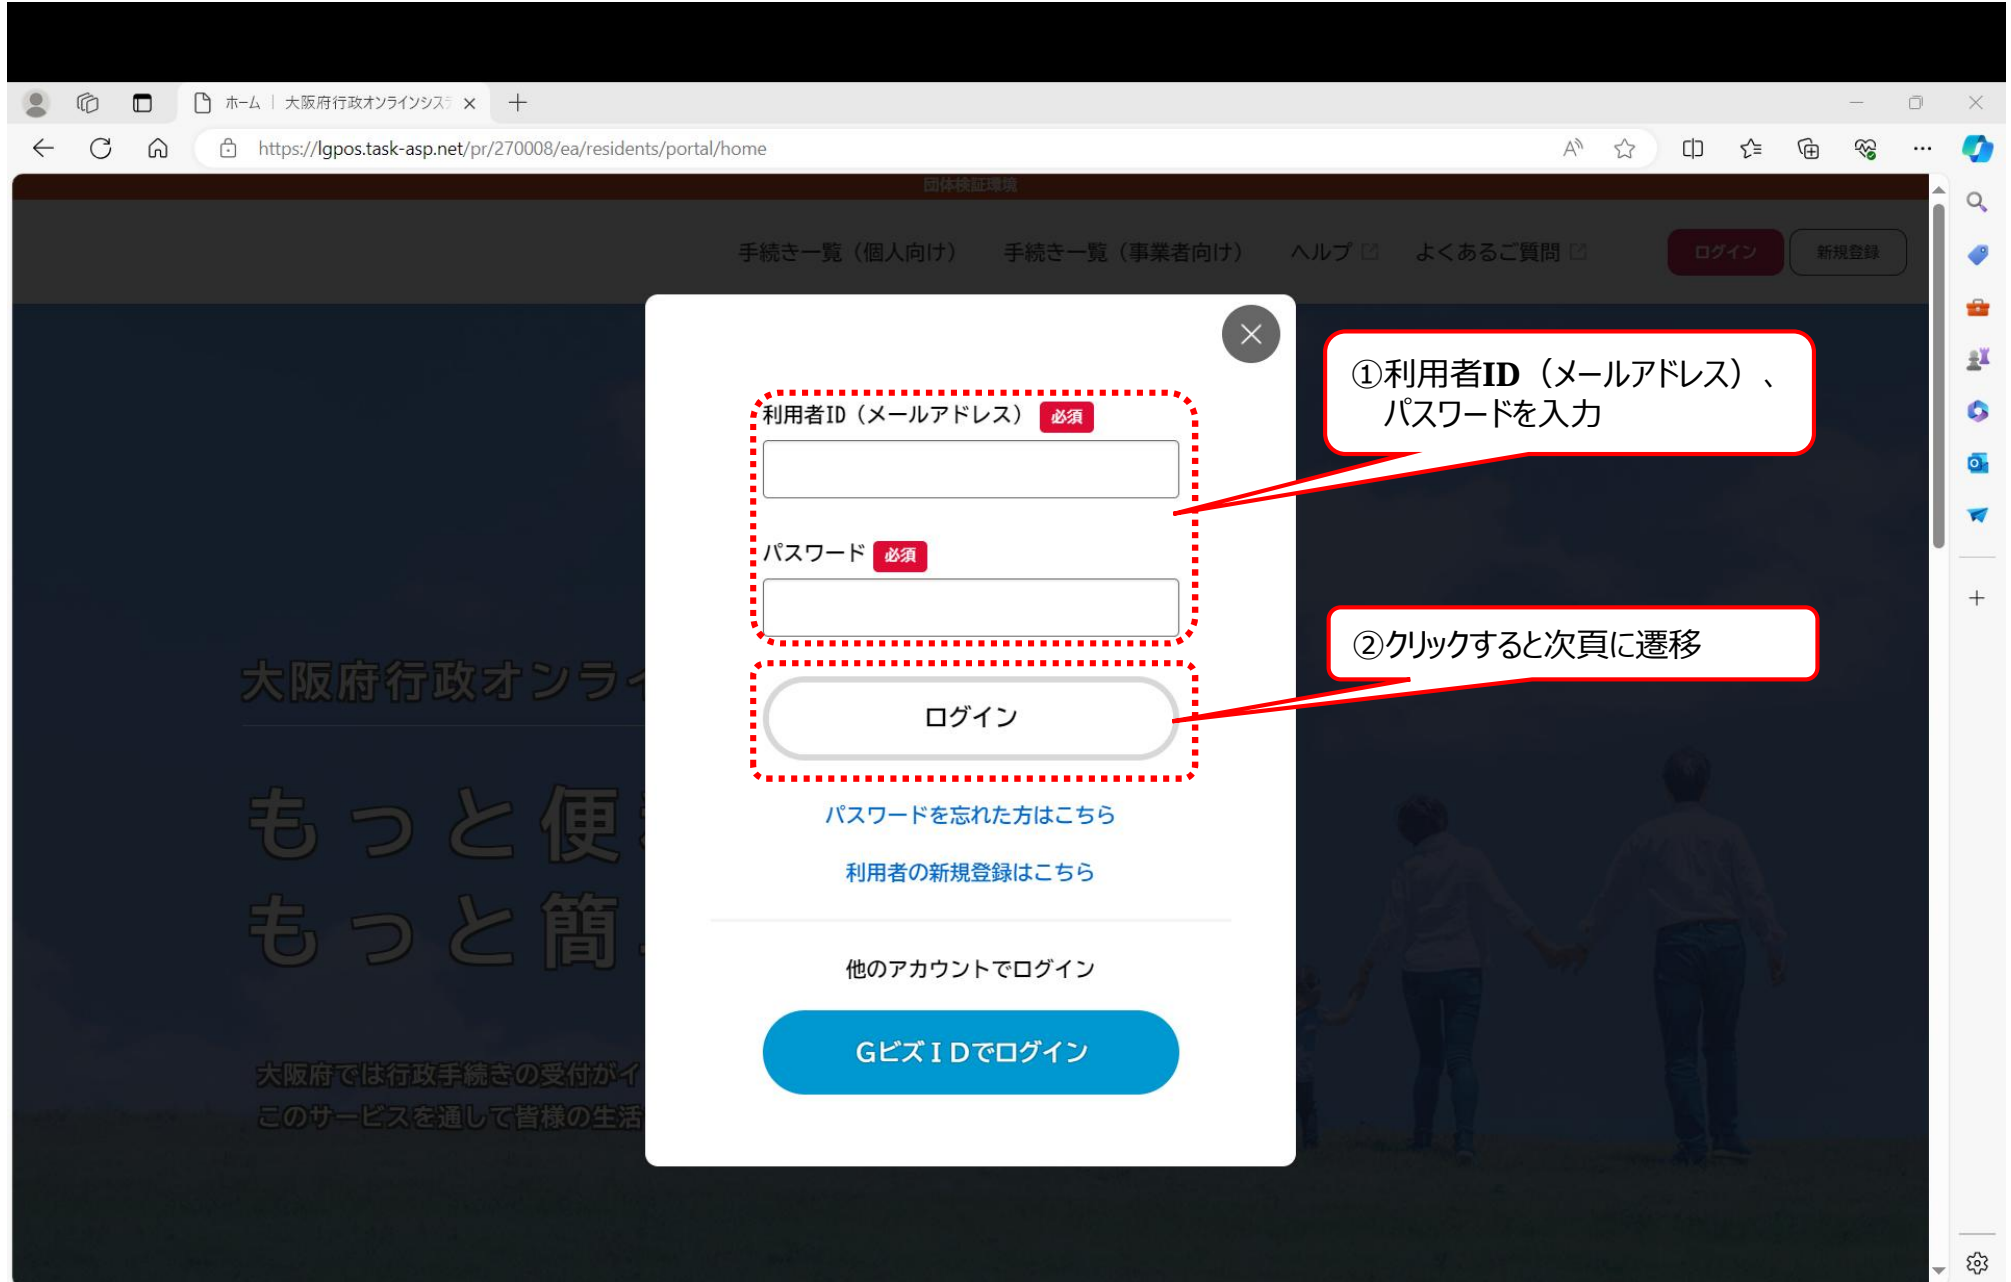 ホーム | 大阪府行政オンラインシス
https://lgpos.task-asp.net/pr/270008/ea/residents/portal/home
団体検証環境
手続き一覧（個人向け） 手続き一覧（事業者向け） ヘルプ よくあるご質問 ログイン 新規登録
①利用者ID（メールアドレス）、
パスワードを入力
利用者ID（メールアドレス） 必須
パスワード 必須
②クリックすると次頁に遷移
大阪府行政オンライ
ログイン
もっと便
パスワードを忘れた方はこちら
利用者の新規登録はこちら
もっと簡
他のアカウントでログイン
GビズＩＤでログイン
大阪府では行政手続きの受付がイ
このサービスを通して皆様の生活